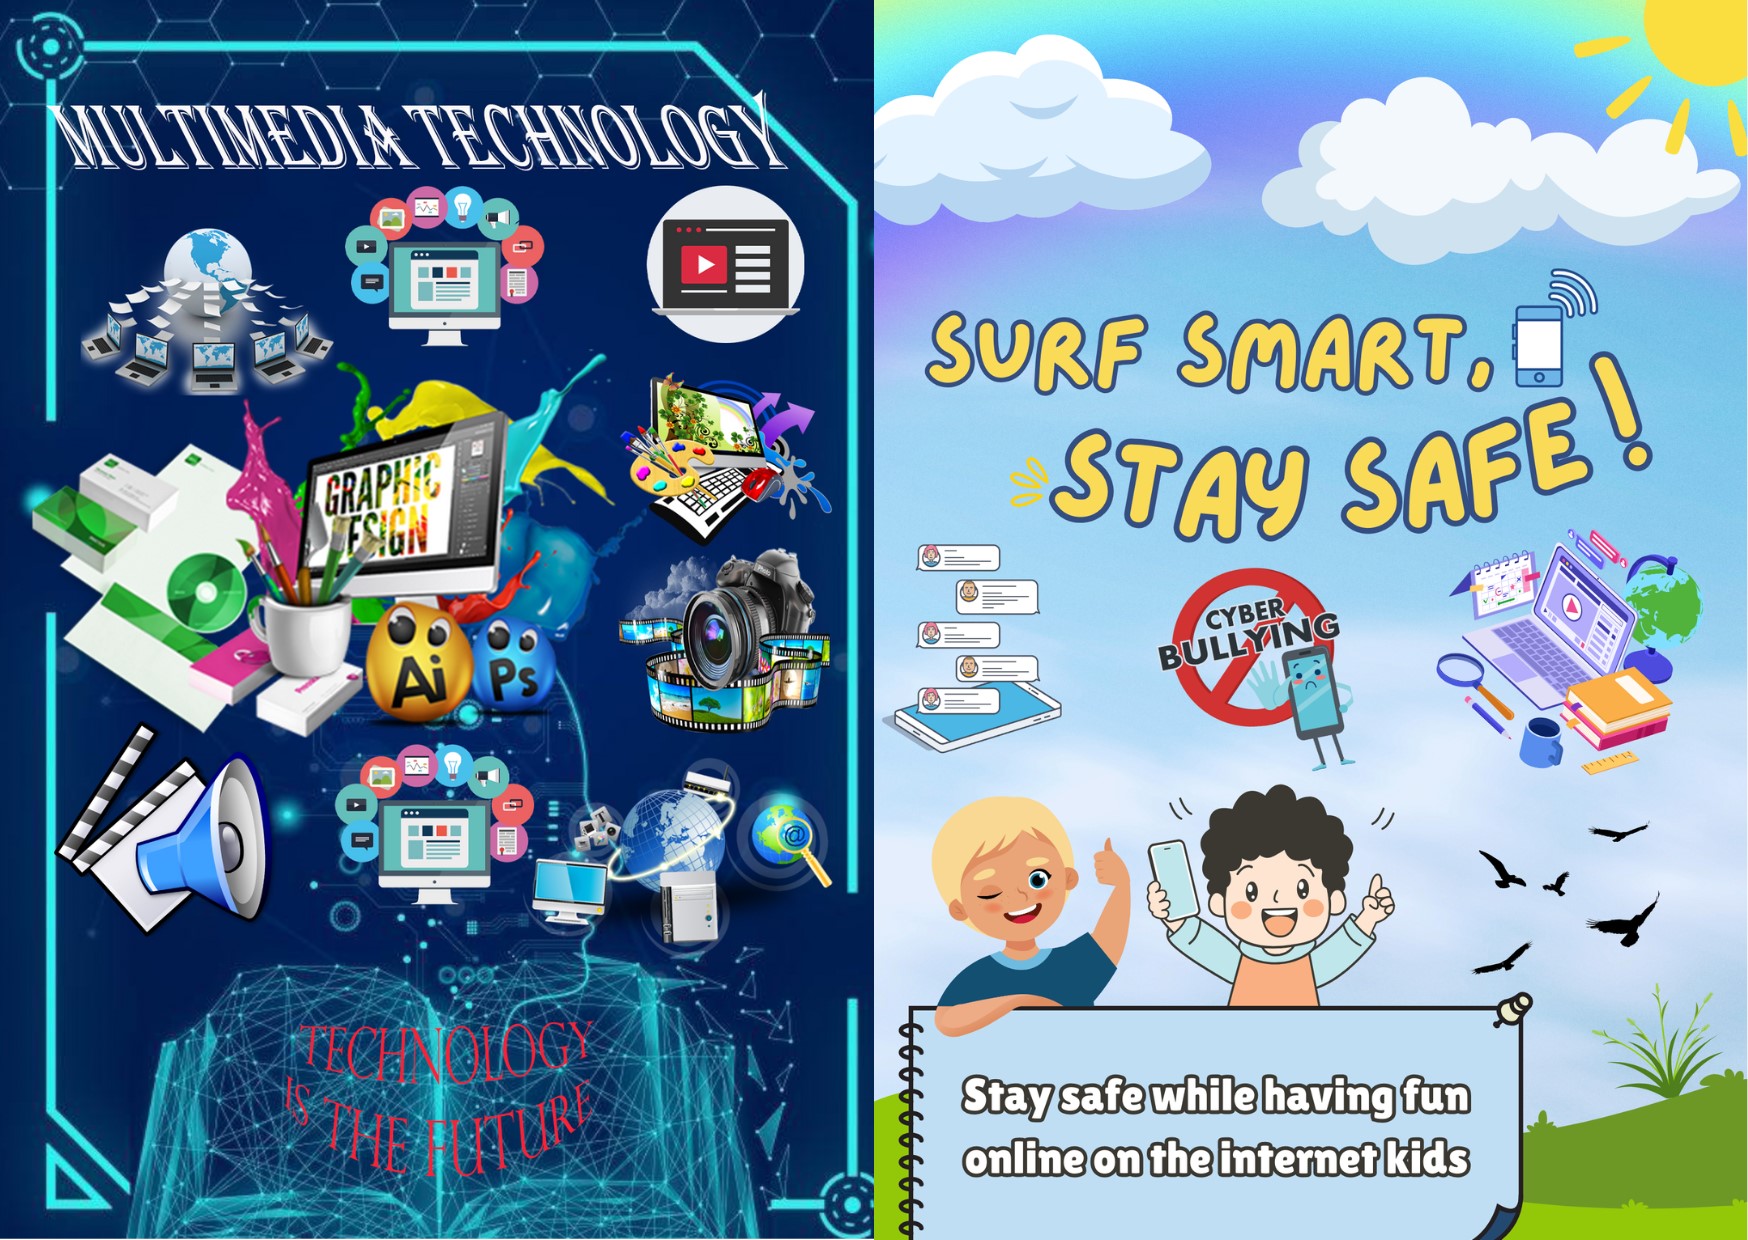 MULTIMEDIA TECHNOLOGY
GRAPHIC
DESIGN
Ai
Ps
@
TECHNOLOGY
IS THE FUTURE
SURF SMART,
STAY SAFE!
CYBER
BULLYING
Stay safe while having fun
online on the internet kids